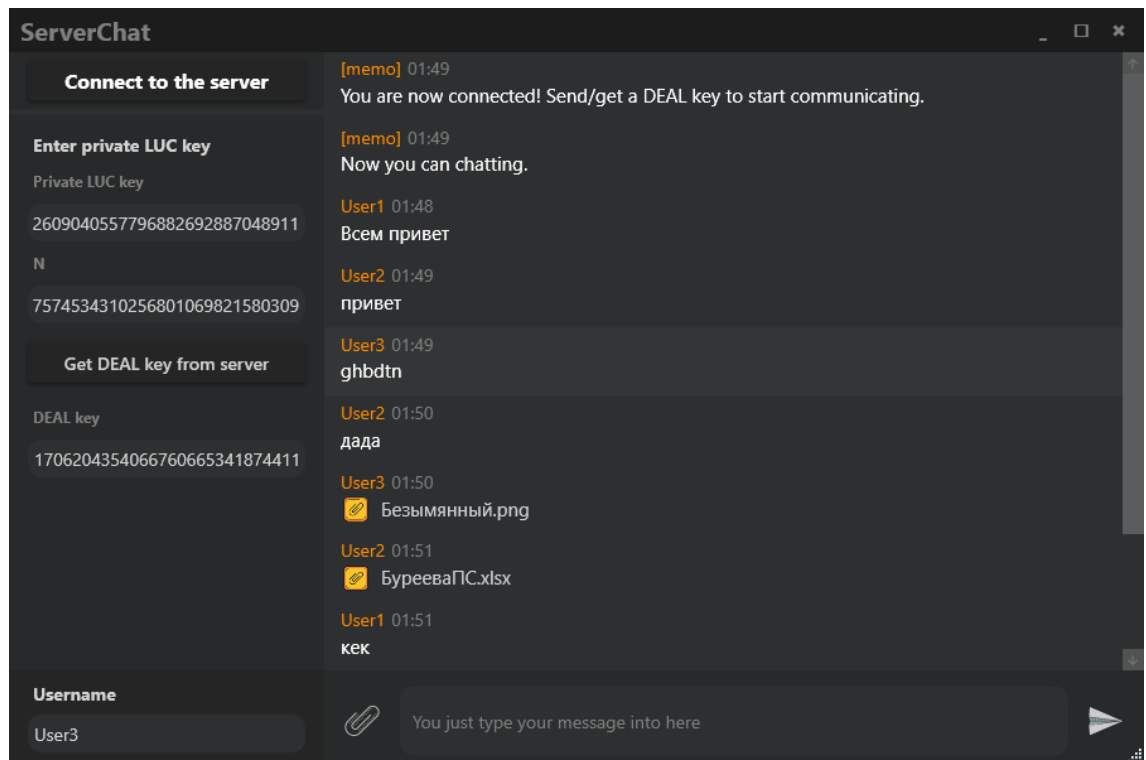 ServerChat
Connect to the server
Enter private LUC key
Private LUC key
2609040557796882692887048911
N
7574534310256801069821580309
Get DEAL key from server
DEAL key
1706204354066760665341874411
Username
User3
[memo] 01:49
You are now connected! Send/get a DEAL key to start communicating.
[memo] 01:49
Now you can chatting.
User1 01:48
Всем привет
User2 01:49
привет
User3 01:49
ghbdtn
User2 01:50
дада
User3 01:50
Безымянный.png
User2 01:51
БурееваПС.xlsx
User1 01:51
кек
You just type your message into here